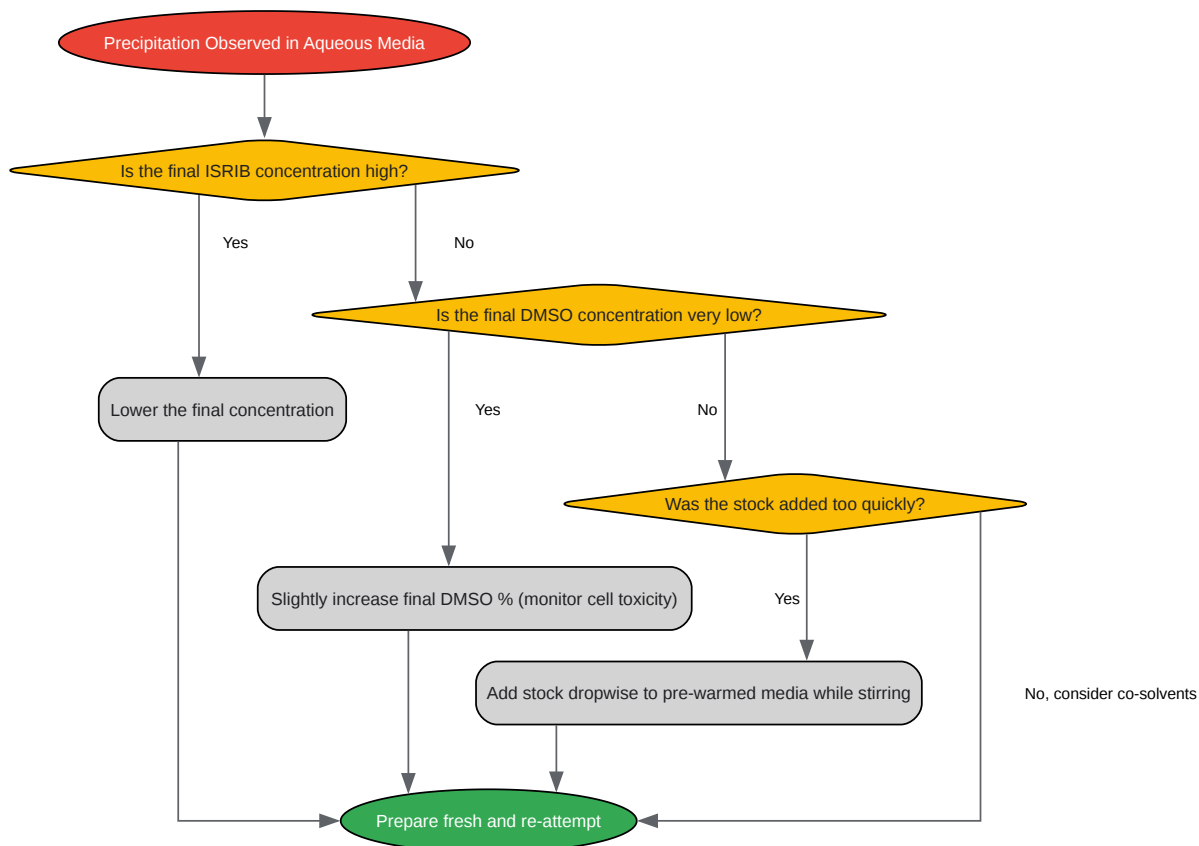 Precipitation Observed in Aqueous Media
Is the final ISRIB concentration high?
Yes
No
Is the final DMSO concentration very low?
Lower the final concentration
Yes
No
Was the stock added too quickly?
Slightly increase final DMSO % (monitor cell toxicity)
Yes
Add stock dropwise to pre-warmed media while stirring
No, consider co-solvents
Prepare fresh and re-attempt